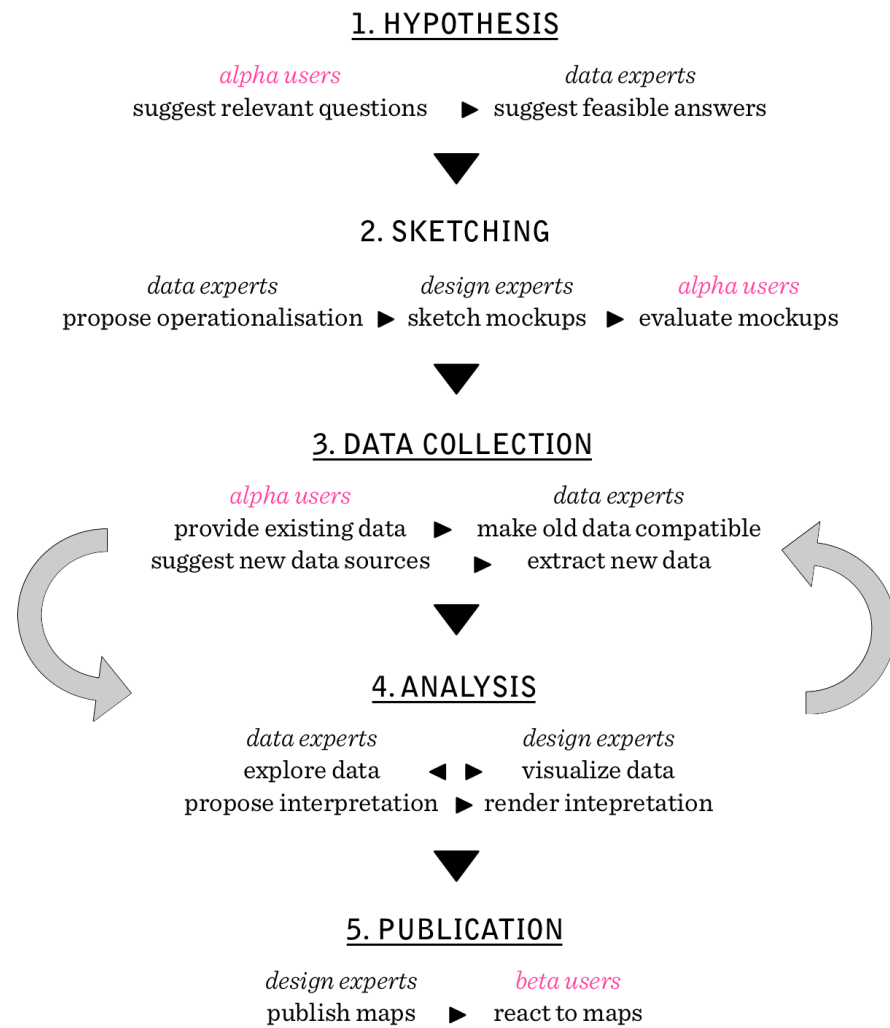 1. HYPOTHESIS
alpha users data experts
suggest relevant questions suggest feasible answers
2. SKETCHING
data experts design experts alpha users
propose operationalisation sketch mockups evaluate mockups
3. DATA COLLECTION
alpha users data experts
provide existing data make old data compatible
suggest new data sources extract new data
4. ANALYSIS
data experts design experts
explore data visualize data
propose interpretation render intepretation
5. PUBLICATION
design experts beta users
publish maps react to maps